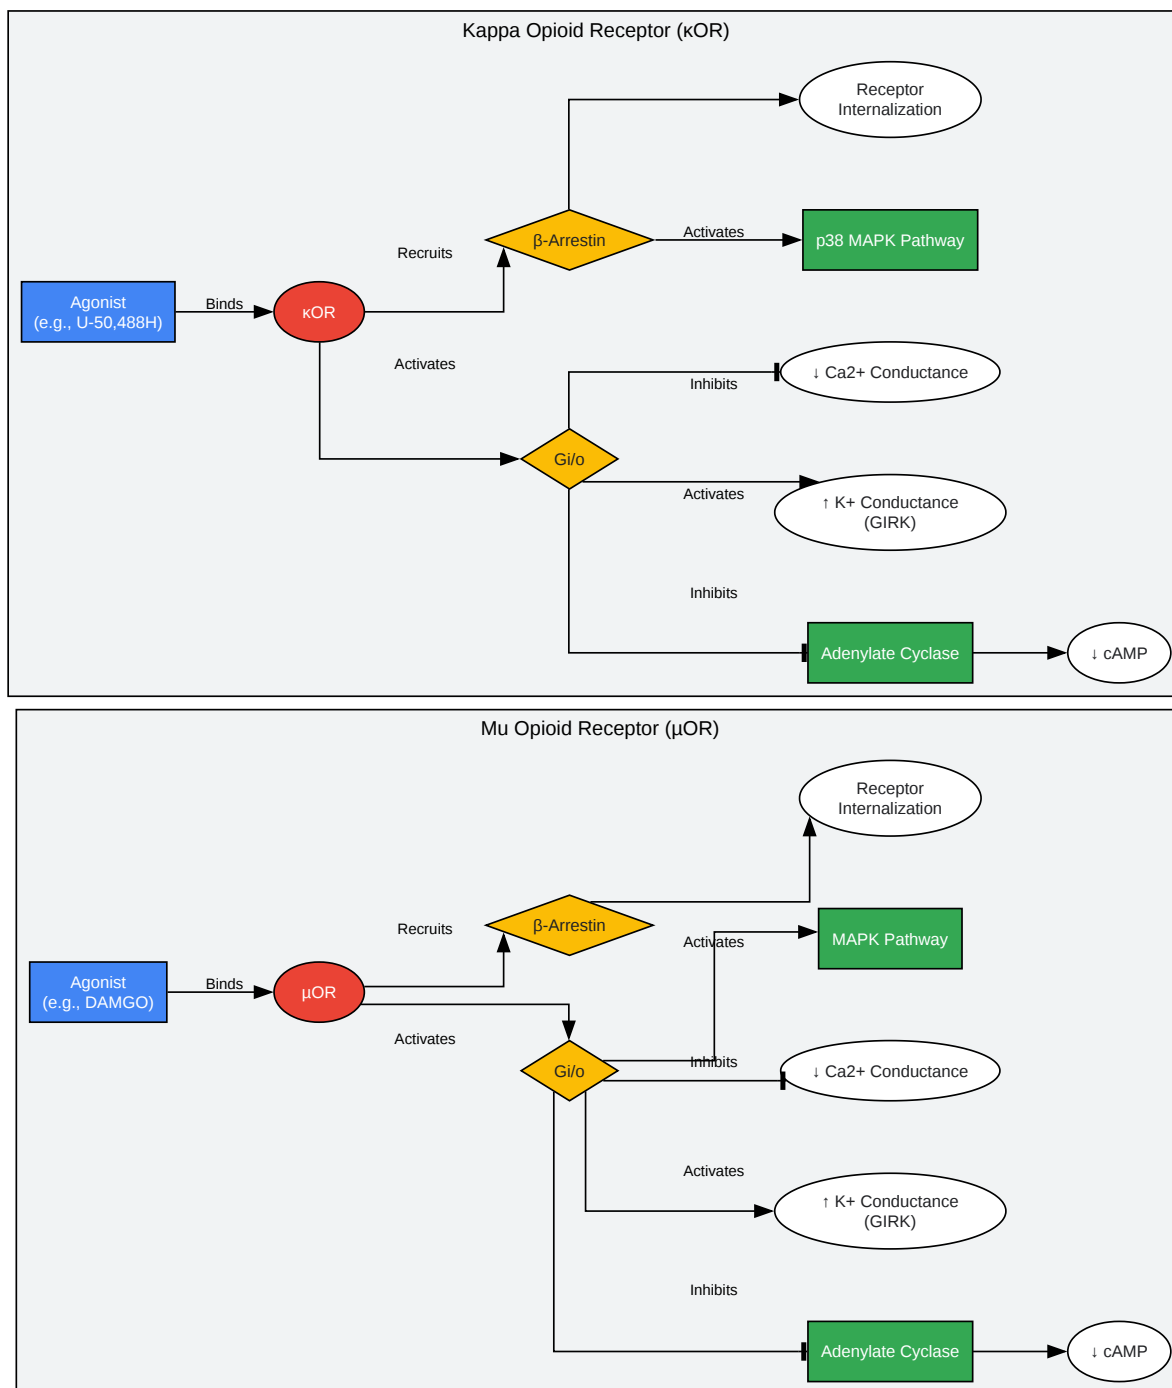 Kappa Opioid Receptor (κOR)
Receptor
Internalization
Recruits
β-Arrestin
Activates
p38 MAPK Pathway
Agonist
(e.g., U-50,488H)
Binds
κOR
Activates
Inhibits
↓ Ca2+ Conductance
Gi/o
Activates
↑ K+ Conductance
(GIRK)
Inhibits
Adenylate Cyclase
↓ cAMP
Mu Opioid Receptor (µOR)
Receptor
Internalization
Recruits
β-Arrestin
Activates
MAPK Pathway
Agonist
(e.g., DAMGO)
Binds
µOR
Activates
Inhibits
↓ Ca2+ Conductance
Gi/o
Activates
↑ K+ Conductance
(GIRK)
Inhibits
Adenylate Cyclase
↓ cAMP